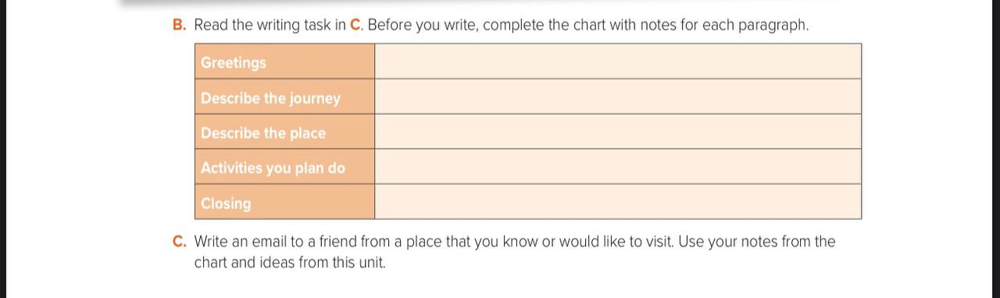 B. Read the writing task in C. Before you write, complete the chart with notes for each paragraph.
Greetings
Describe the journey
Describe the place
Activities you plan do
Closing
C. Write an email to a friend from a place that you know or would like to visit. Use your notes from the
chart and ideas from this unit.